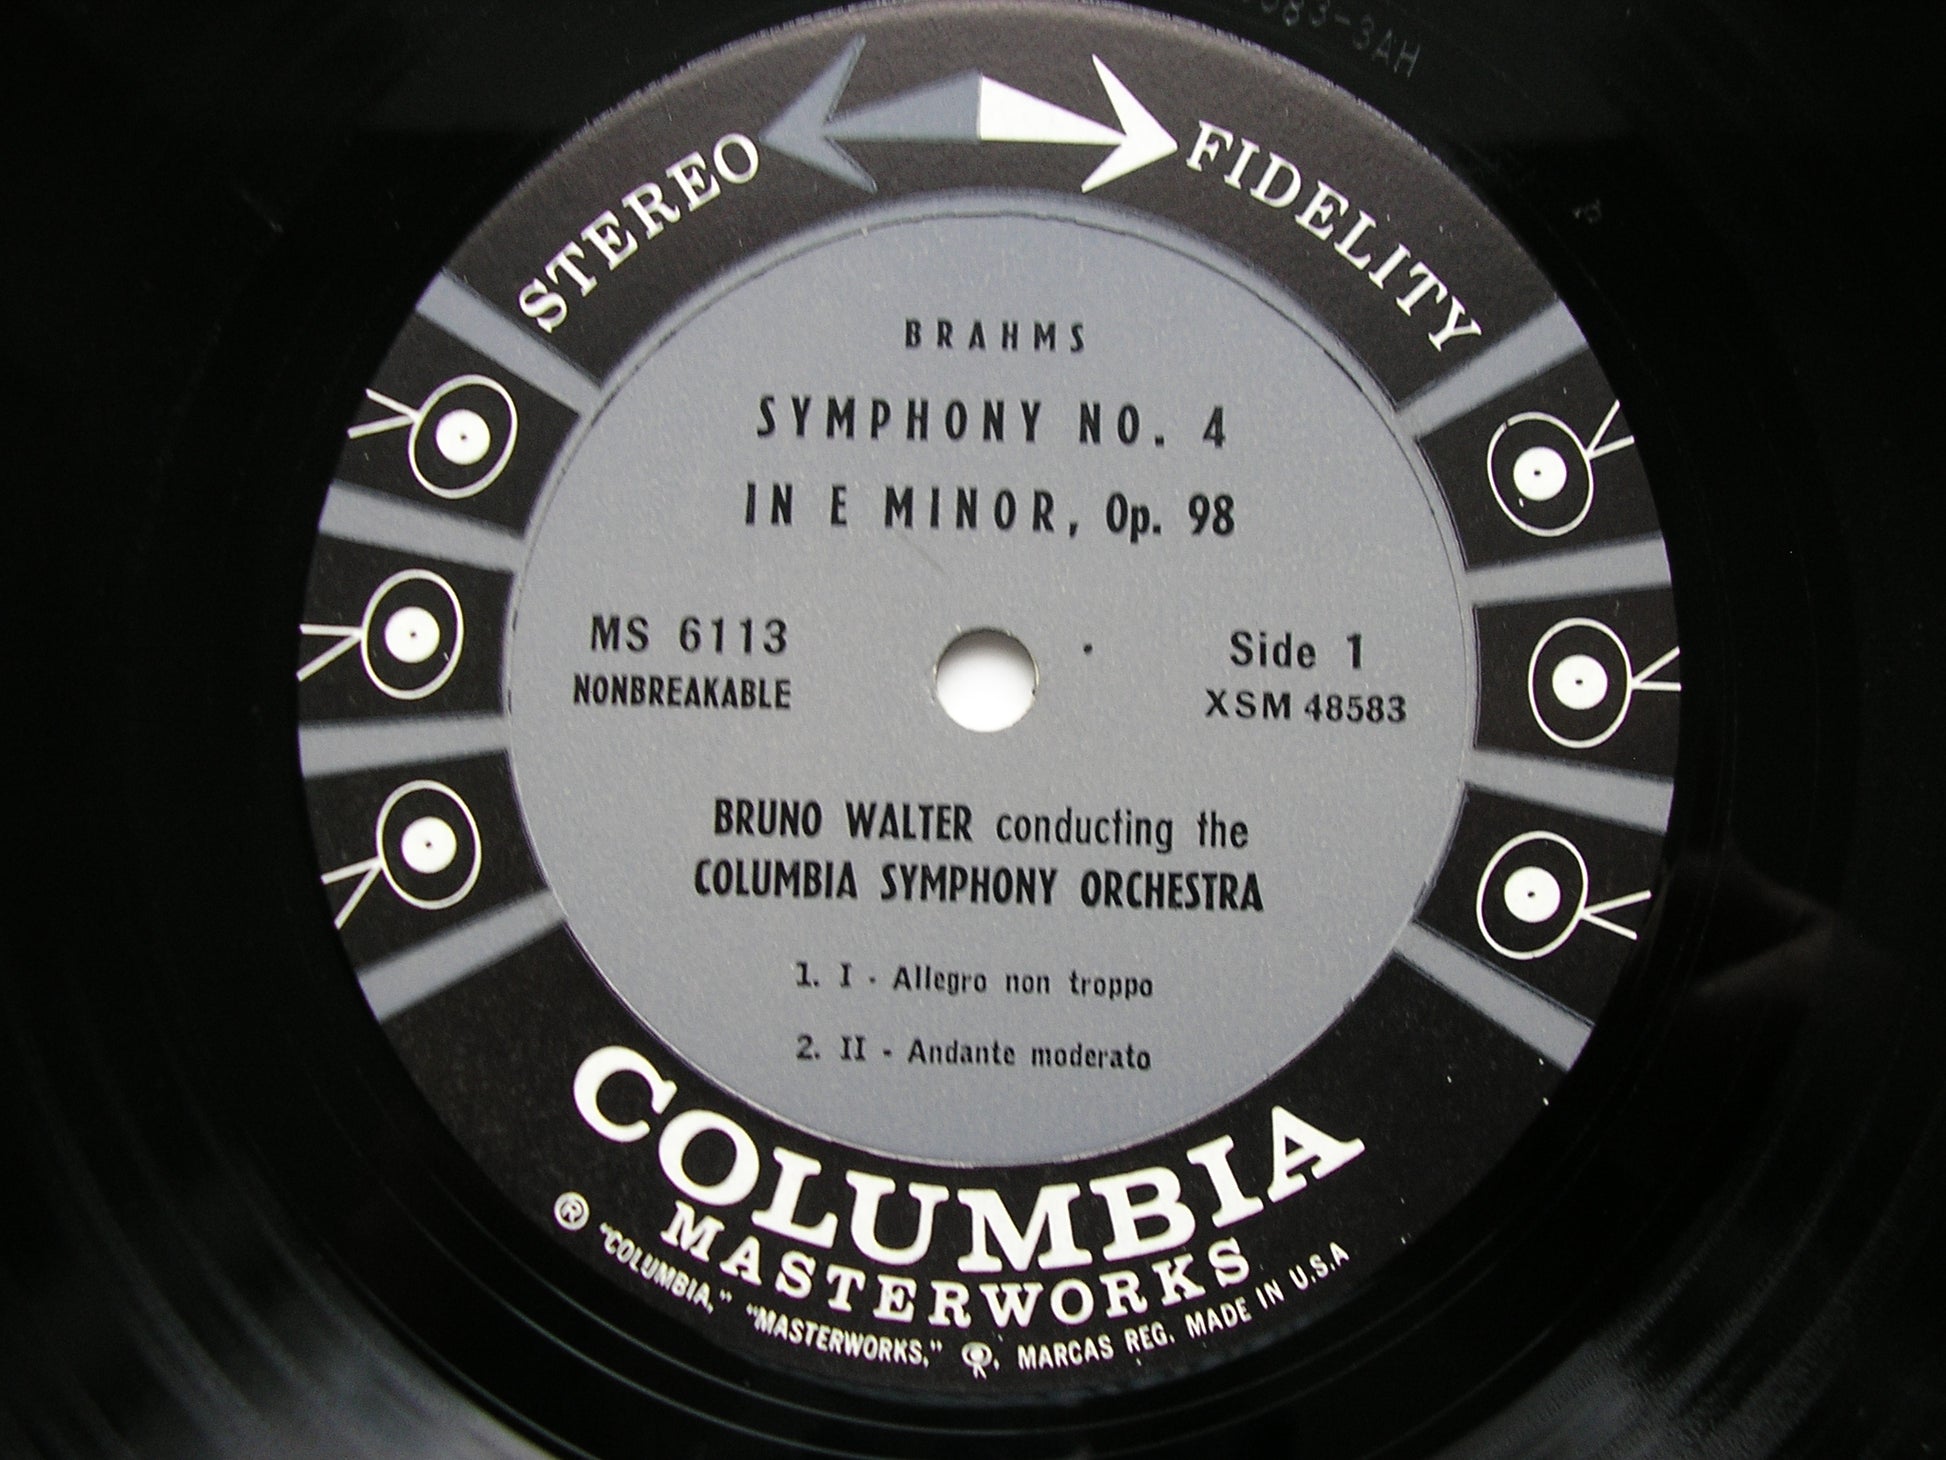 583-3AH
STEREO FIDELITY
BRAHMS
SYMPHONY NO. 4
IN E MINOR, Op. 98
MS 6113
NONBREAKABLE
Side 1
XSM 48583
BRUNO WALTER conducting the
COLUMBIA SYMPHONY ORCHESTRA
1. I - Allegro non troppo
2. II - Andante moderato
COLUMBIA
MASTERWORKS
® "COLUMBIA," "MASTERWORKS," , MARCAS REG. MADE IN U.S.A